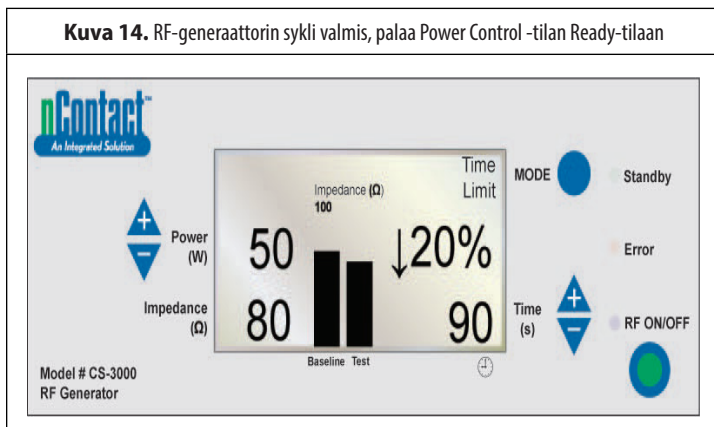 Kuva 14. RF-generaattorin sykli valmis, palaa Power Control -tilan Ready-tilaan
nContact™
An Integrated Solution
Time
Limit
Impedance (Ω)
100
MODE
Standby
+
−
Power
(W)
50
↓20%
Error
Impedance
(Ω)
80
90
Time
(s)
+
−
RF ON/OFF
Baseline Test
Model # CS-3000
RF Generator